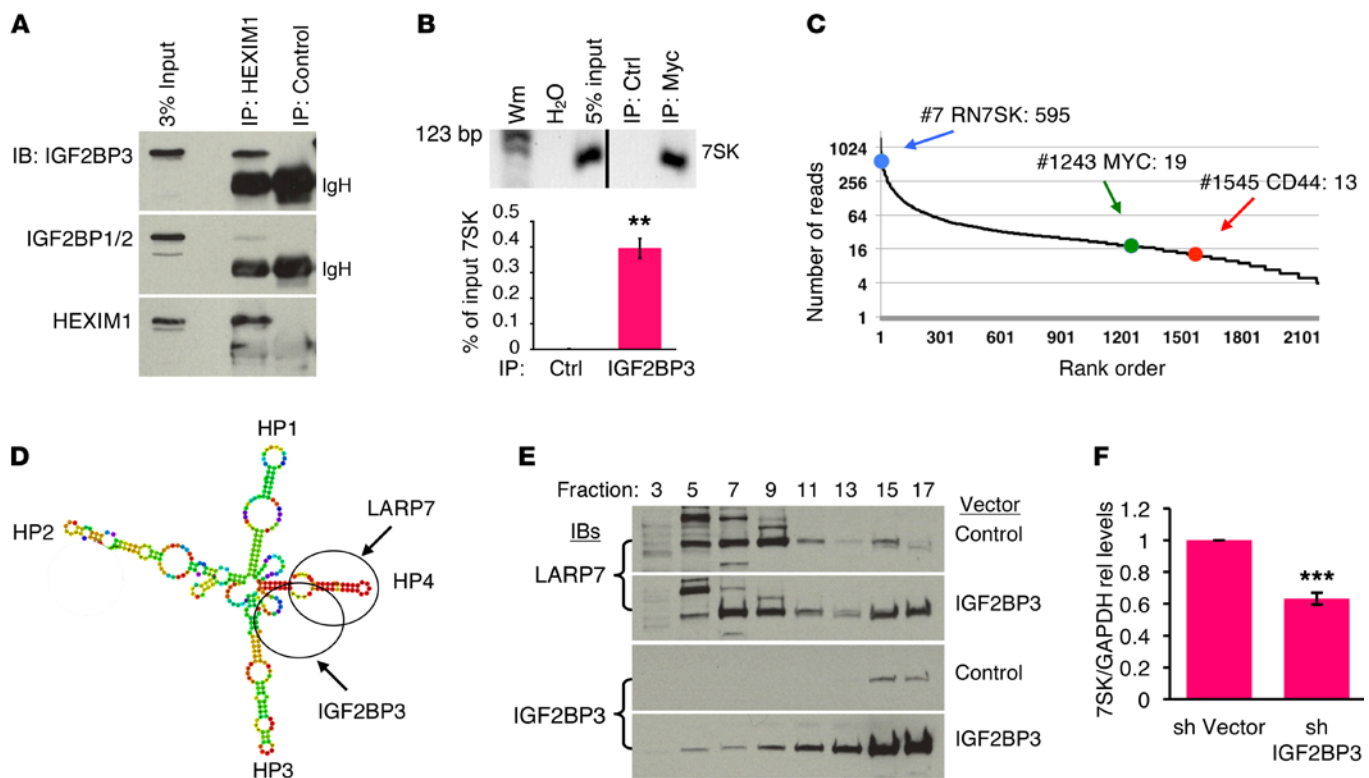 A
3% Input
IP: HEXIM1
IP: Control
IB: IGF2BP3
IgH
IGF2BP1/2
IgH
HEXIM1
B
Wm
H₂O
5% input
IP: Ctrl
IP: Myc
123 bp
7SK
% of input 7SK
0.5
0.4
0.3
0.2
0.1
0
**
IP: Ctrl IGF2BP3
C
#7 RN7SK: 595
#1243 MYC: 19
#1545 CD44: 13
Number of reads
1024
256
64
16
4
1
1 301 601 901 1201 1501 1801 2101
Rank order
D
HP1
HP2
LARP7
HP4
IGF2BP3
HP3
E
Fraction: 3 5 7 9 11 13 15 17
Vector
IBs
Control
LARP7
IGF2BP3
Control
IGF2BP3
IGF2BP3
F
7SK/GAPDH rel levels
1.2
1
0.8
0.6
0.4
0.2
0
***
sh Vector
sh
IGF2BP3